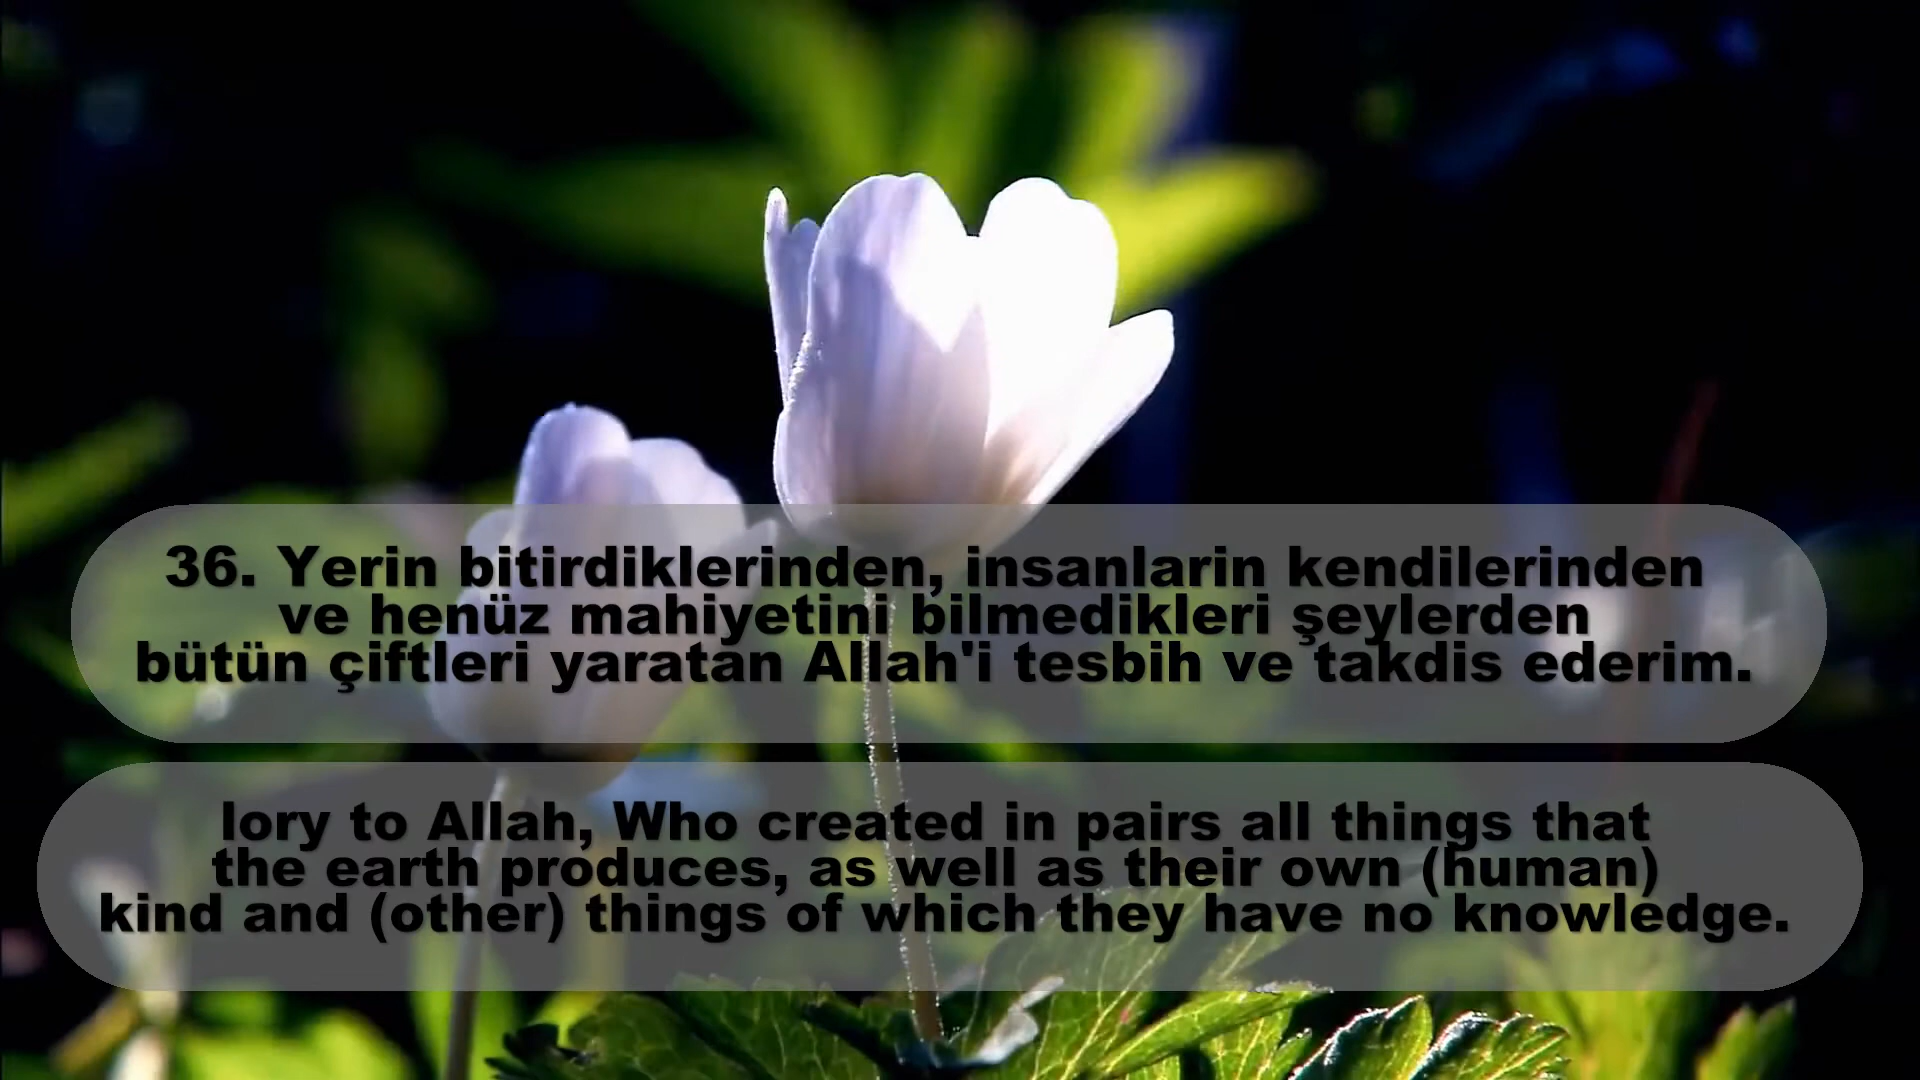 36. Yerin bitirdiklerinden, insanlarin kendilerinden
ve henüz mahiyetini bilmedikleri şeylerden
bütün çiftleri yaratan Allah'i tesbih ve takdis ederim.
lory to Allah, Who created in pairs all things that
the earth produces, as well as their own (human)
kind and (other) things of which they have no knowledge.